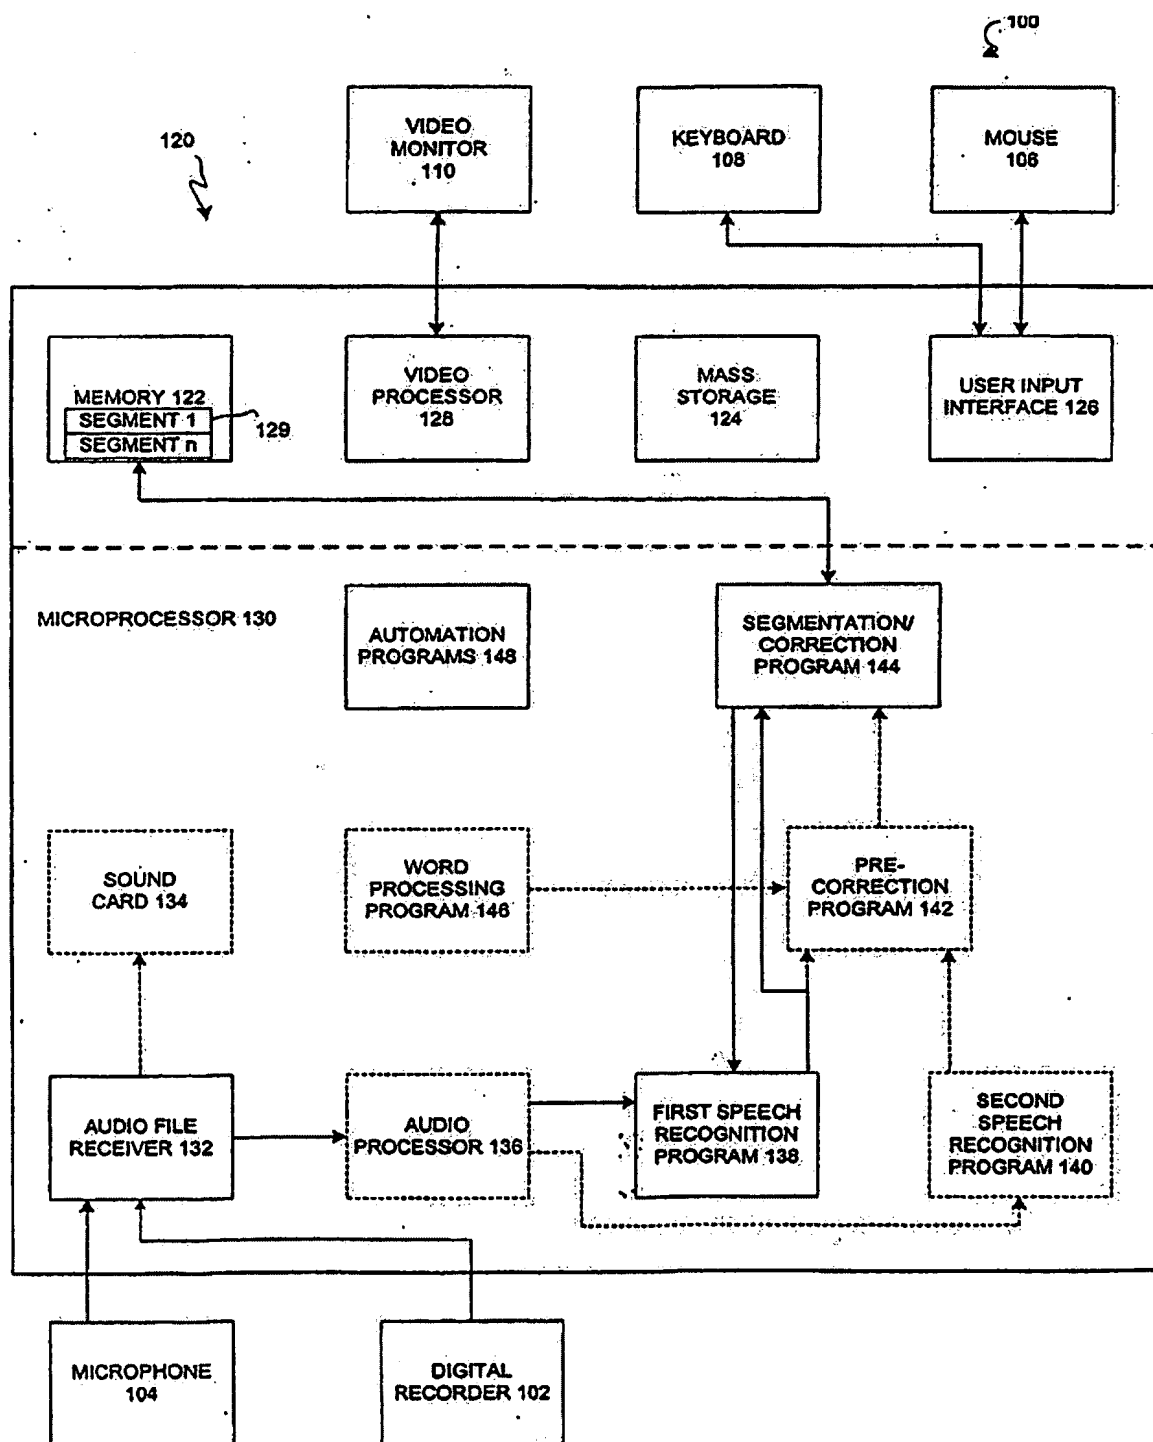 100
120
VIDEO
MONITOR
110
KEYBOARD
108
MOUSE
106
MEMORY 122
SEGMENT 1
SEGMENT n
129
VIDEO
PROCESSOR
128
MASS
STORAGE
124
USER INPUT
INTERFACE 126
MICROPROCESSOR 130
AUTOMATION
PROGRAMS 148
SEGMENTATION/
CORRECTION
PROGRAM 144
SOUND
CARD 134
WORD
PROCESSING
PROGRAM 146
PRE-
CORRECTION
PROGRAM 142
AUDIO FILE
RECEIVER 132
AUDIO
PROCESSOR 136
FIRST SPEECH
RECOGNITION
PROGRAM 138
SECOND
SPEECH
RECOGNITION
PROGRAM 140
MICROPHONE
104
DIGITAL
RECORDER 102